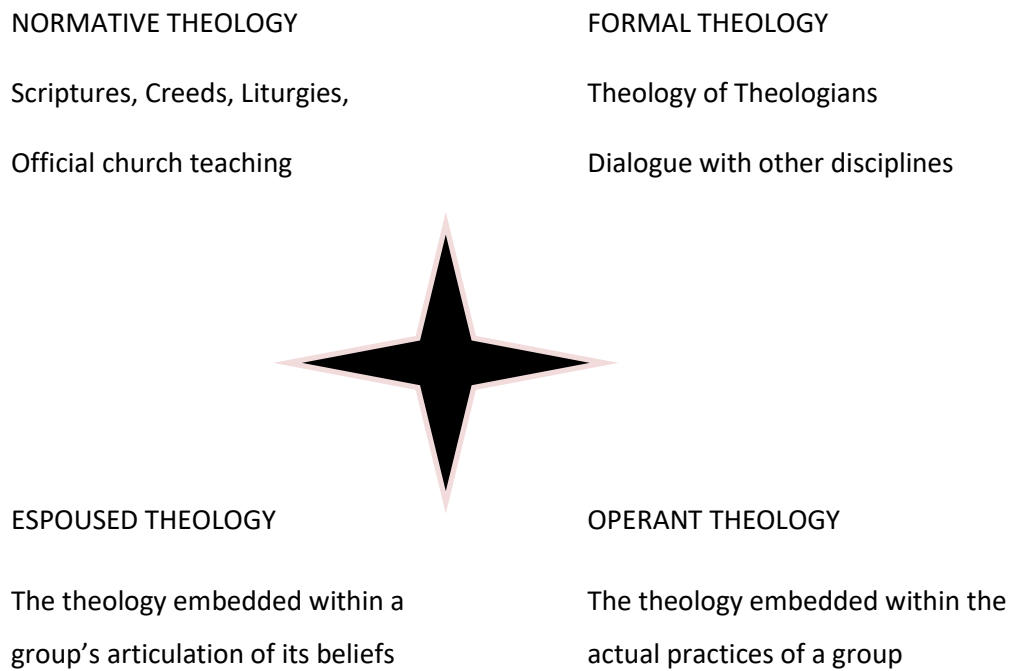 NORMATIVE THEOLOGY
Scriptures, Creeds, Liturgies,
Official church teaching
FORMAL THEOLOGY
Theology of Theologians
Dialogue with other disciplines
ESPOUSED THEOLOGY
The theology embedded within a
group’s articulation of its beliefs
OPERANT THEOLOGY
The theology embedded within the
actual practices of a group